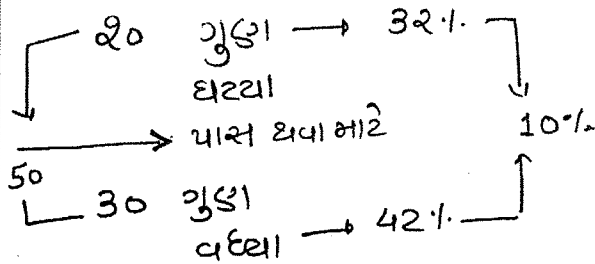 ૨૦ ગુણ → 32%
ઘટ્યા
→ પાસ થવા માટે 10%
50
30 ગુણ
વધ્યા → 42%